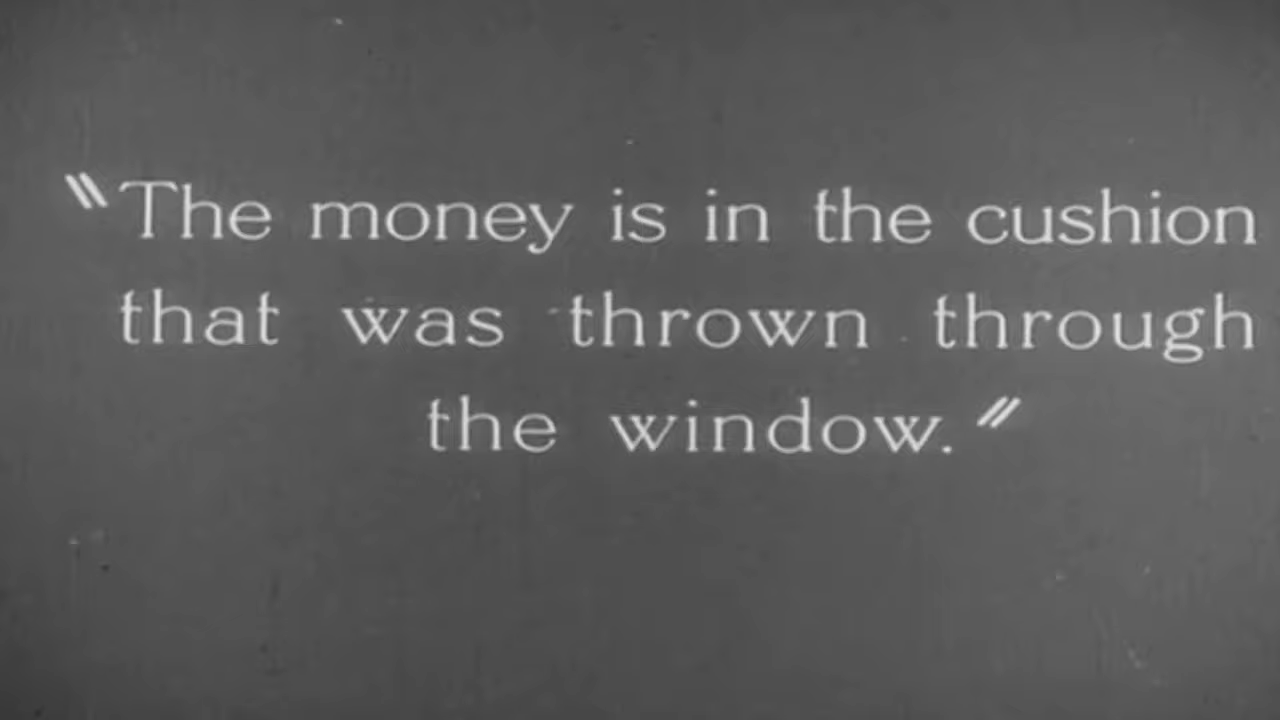 "The money is in the cushion
that was thrown through
the window."